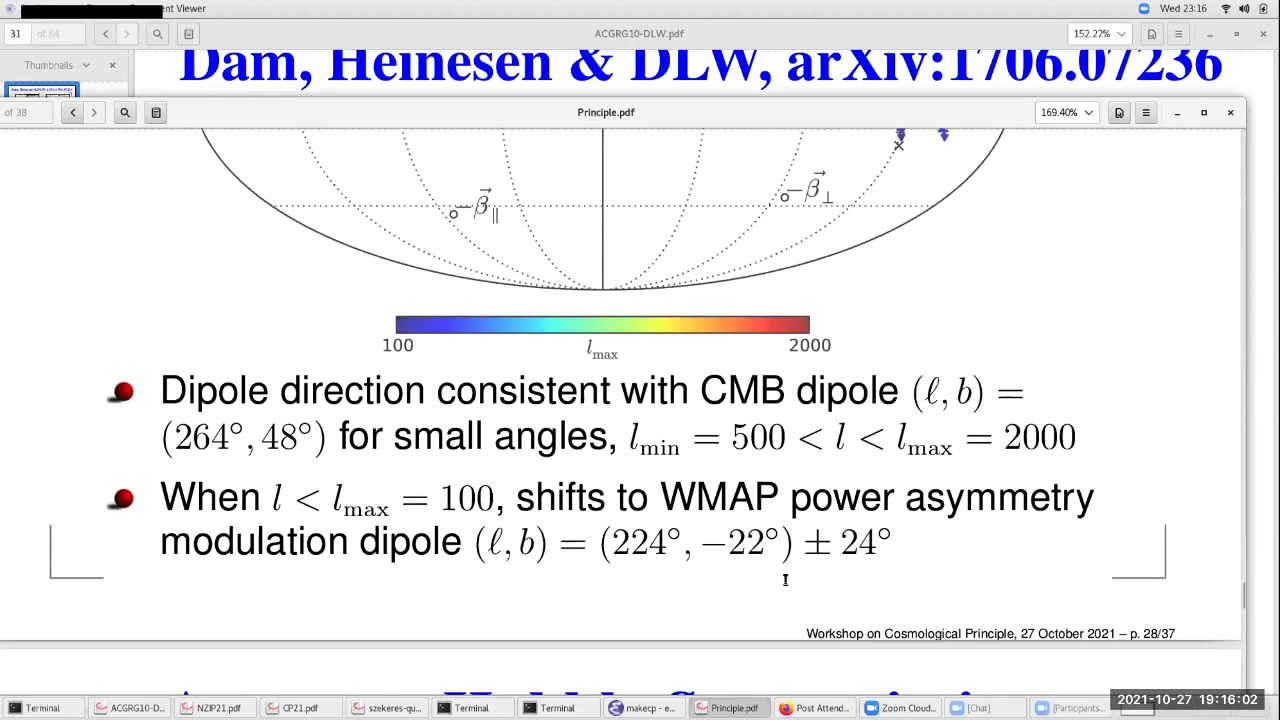 Document Viewer
Wed 23:16
31 of 64
ACGRG10-DLW.pdf
152.22%
Thumbnails
Dam, Heinesen & DLW, arXiv:1706.07236
of 38
Principle.pdf
169.40%
−β⃗∥
−β⃗⊥
100
l_max
2000
Dipole direction consistent with CMB dipole (ℓ, b) =
(264°, 48°) for small angles, l_min = 500 < l < l_max = 2000
When l < l_max = 100, shifts to WMAP power asymmetry
modulation dipole (ℓ, b) = (224°, −22°) ± 24°
Workshop on Cosmological Principle, 27 October 2021 – p. 28/37
Terminal
ACGRG10-D...
NZIP21.pdf
CP21.pdf
szekeres-q...
Terminal
Terminal
makecp - e...
Principle.pdf
Post Attend...
Zoom Cloud...
[Chat]
[Participants...
2021-10-27 19:16:02